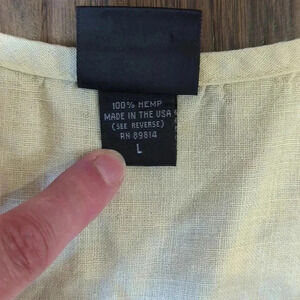 100% HEMP
MADE IN THE USA
(SEE REVERSE)
RN 89814
L